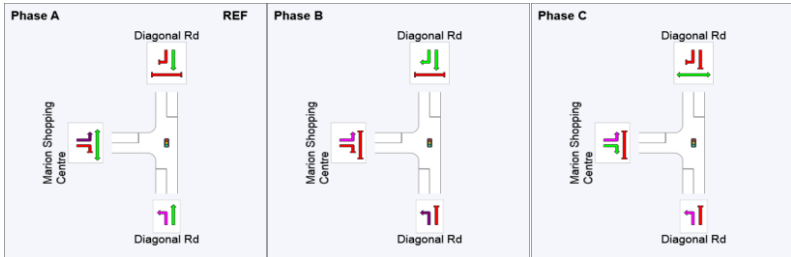 Phase A REF
Diagonal Rd
Marion Shopping
Centre
Diagonal Rd
Phase B
Diagonal Rd
Marion Shopping
Centre
Diagonal Rd
Phase C
Diagonal Rd
Marion Shopping
Centre
Diagonal Rd